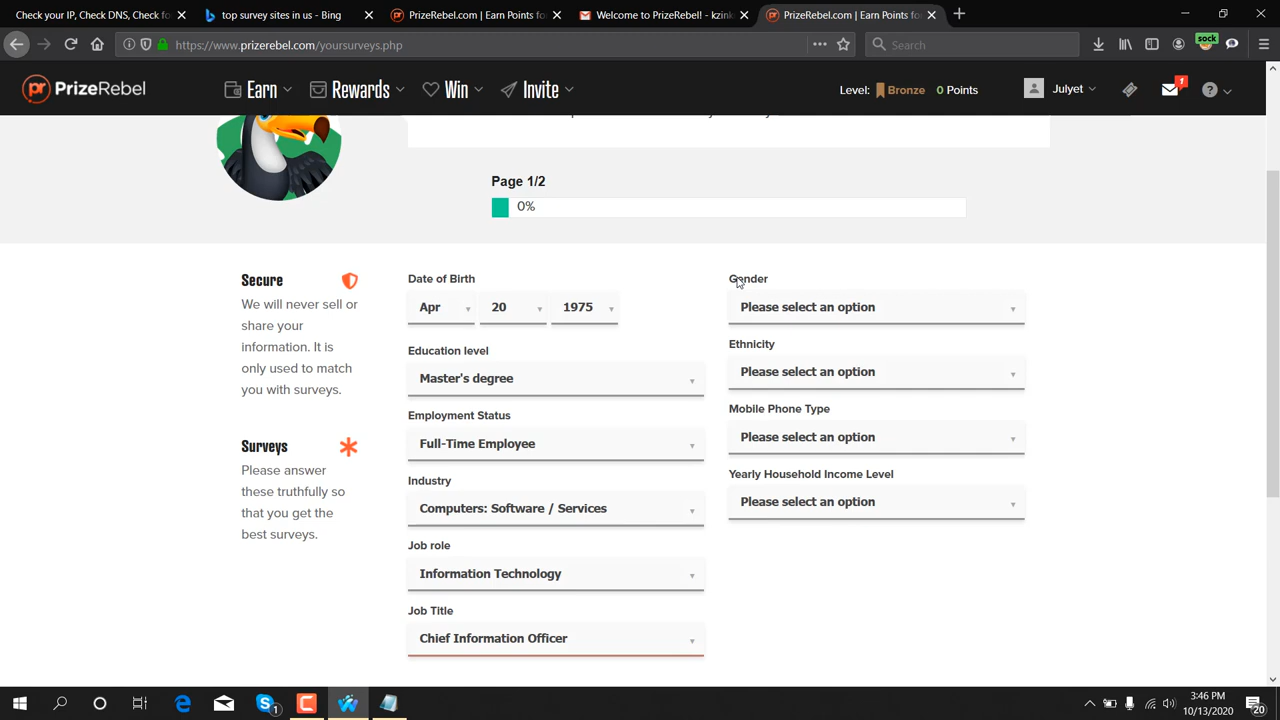 Check your IP, Check DNS, Check fo
top survey sites in us - Bing
PrizeRebel.com | Earn Points fo
Welcome to PrizeRebel! - kzink
PrizeRebel.com | Earn Points fo
https://www.prizerebel.com/yoursurveys.php
Search
sock
pr PrizeRebel
Earn
Rewards
Win
Invite
Level:
Bronze
0 Points
Julyet
1
Page 1/2
0%
Secure
We will never sell or
share your
information. It is
only used to match
you with surveys.
Surveys
Please answer
these truthfully so
that you get the
best surveys.
Date of Birth
Apr
20
1975
Education level
Master's degree
Employment Status
Full-Time Employee
Industry
Computers: Software / Services
Job role
Information Technology
Job Title
Chief Information Officer
Gender
Please select an option
Ethnicity
Please select an option
Mobile Phone Type
Please select an option
Yearly Household Income Level
Please select an option
3:46 PM
10/13/2020
20